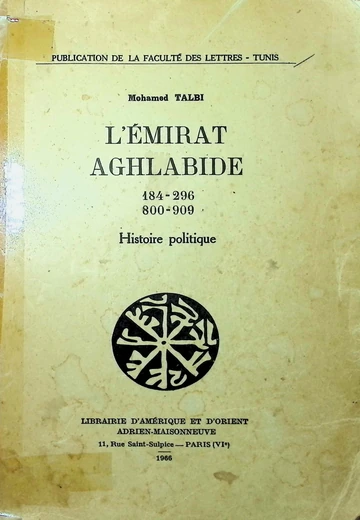 PUBLICATION DE LA FACULTÉ DES LETTRES - TUNIS
Mohamed TALBI
L'ÉMIRAT
AGHLABIDE
184-296
800-909
Histoire politique
LIBRAIRIE D'AMÉRIQUE ET D'ORIENT
ADRIEN-MAISONNEUVE
11, Rue Saint-Sulpice — PARIS (VIe)
1966